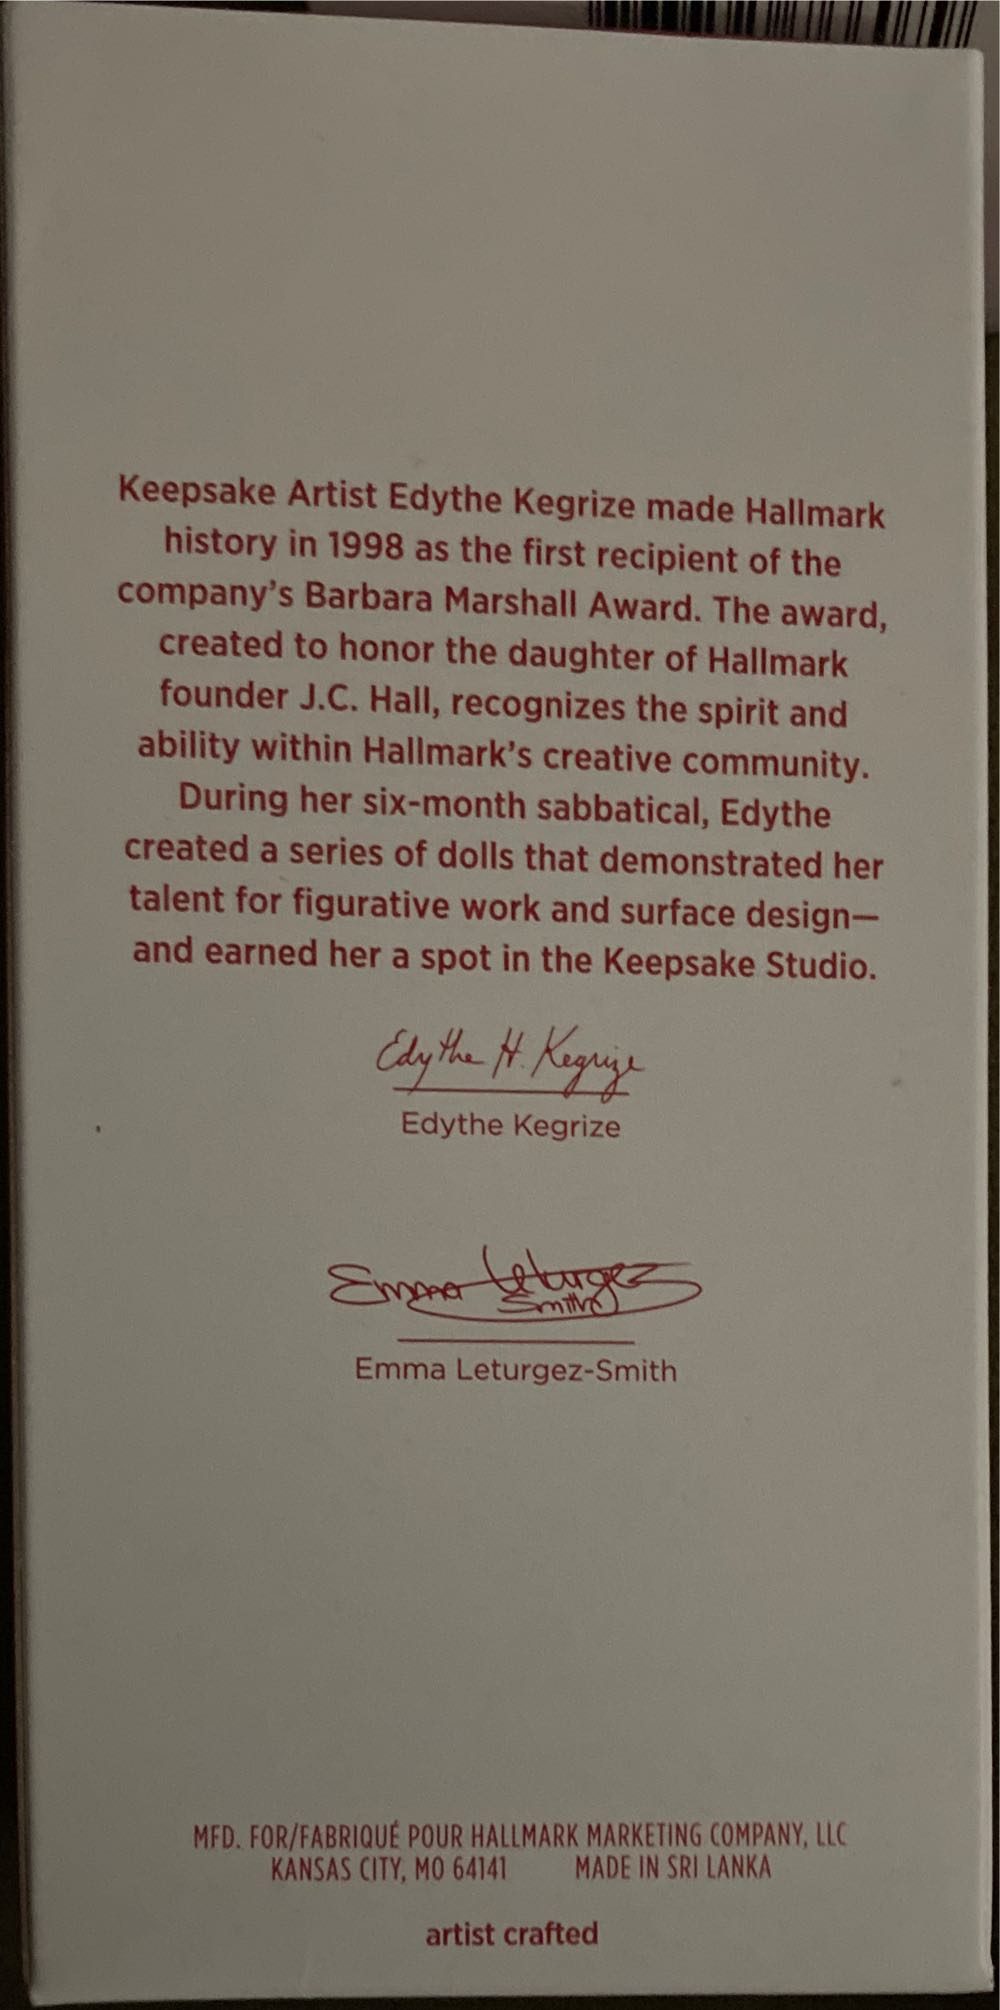 Keepsake Artist Edythe Kegrize made Hallmark
history in 1998 as the first recipient of the
company's Barbara Marshall Award. The award,
created to honor the daughter of Hallmark
founder J.C. Hall, recognizes the spirit and
ability within Hallmark's creative community.
During her six-month sabbatical, Edythe
created a series of dolls that demonstrated her
talent for figurative work and surface design—
and earned her a spot in the Keepsake Studio.
Edythe H. Kegrize
Edythe Kegrize
Emma Leturgez
Smith
Emma Leturgez-Smith
MFD. FOR/FABRIQUÉ POUR HALLMARK MARKETING COMPANY, LLC
KANSAS CITY, MO 64141 MADE IN SRI LANKA
artist crafted